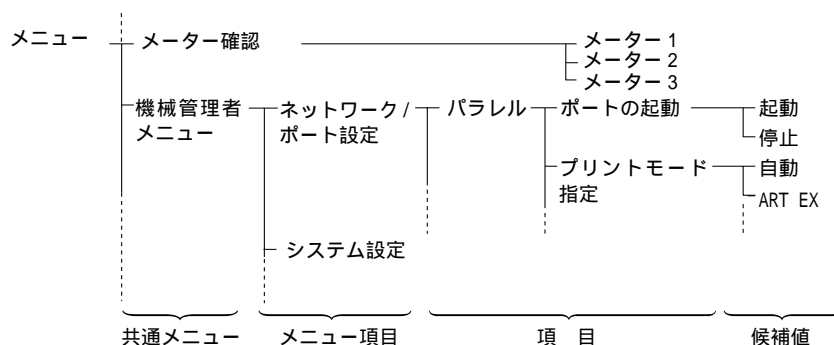 メニュー
メーター確認
メーター1
メーター2
メーター3
機械管理者
メニュー
ネットワーク/
ポート設定
パラレル
ポートの起動
起動
停止
プリントモード
指定
自動
ART EX
システム設定
共通メニュー
メニュー項目
項 目
候補値